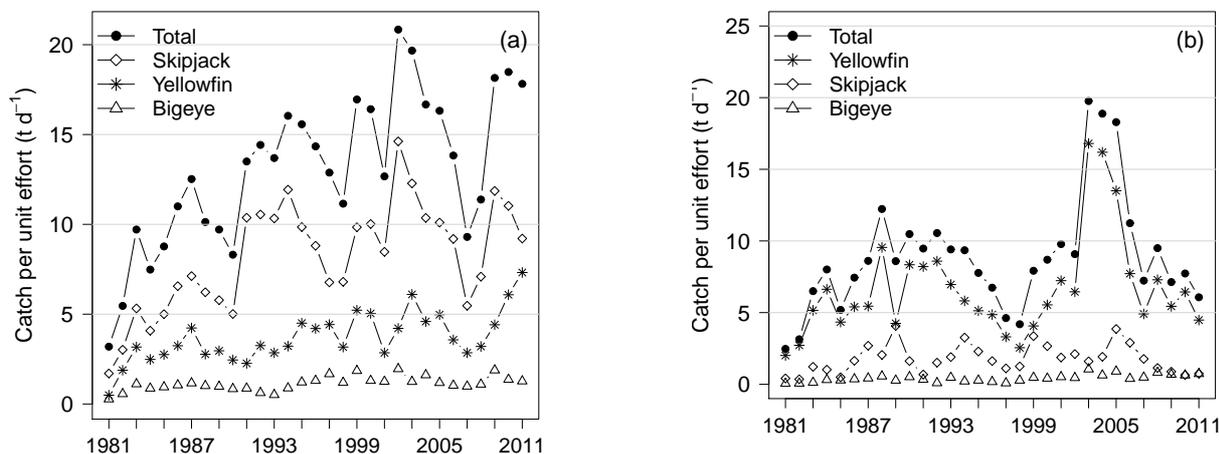 (a)
Total
Skipjack
Yellowfin
Bigeye
Catch per unit effort (t d⁻¹)
20
15
10
5
0
1981 1987 1993 1999 2005 2011
(b)
Total
Yellowfin
Skipjack
Bigeye
Catch per unit effort (t d⁻¹)
25
20
15
10
5
0
1981 1987 1993 1999 2005 2011